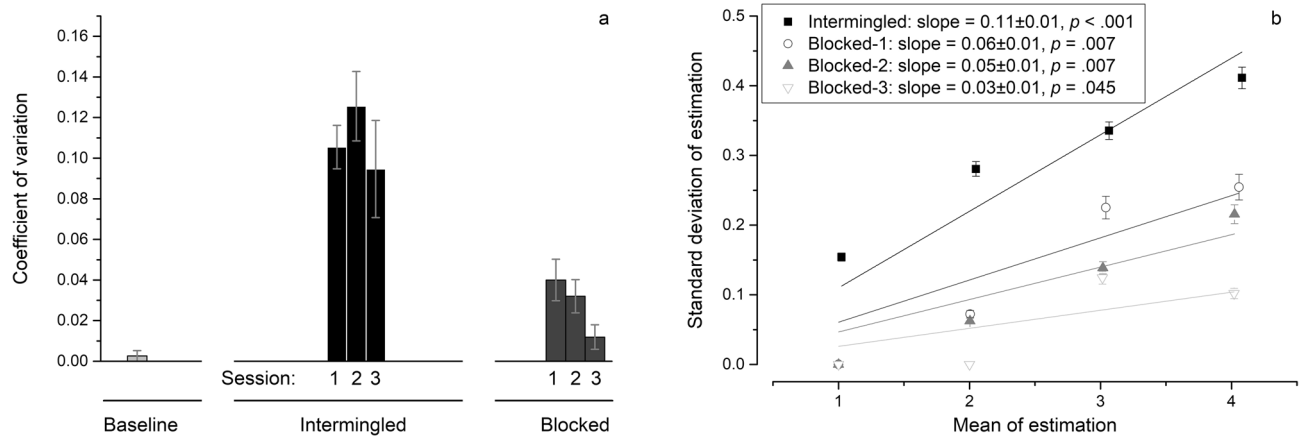 a
0.16
0.14
0.12
0.10
0.08
0.06
0.04
0.02
0.00
Coefficient of variation
Session: 1 2 3 1 2 3
Baseline Intermingled Blocked
b
0.5
0.4
0.3
0.2
0.1
0.0
Standard deviation of estimation
Intermingled: slope = 0.11±0.01, p < .001
Blocked-1: slope = 0.06±0.01, p = .007
Blocked-2: slope = 0.05±0.01, p = .007
Blocked-3: slope = 0.03±0.01, p = .045
1 2 3 4
Mean of estimation